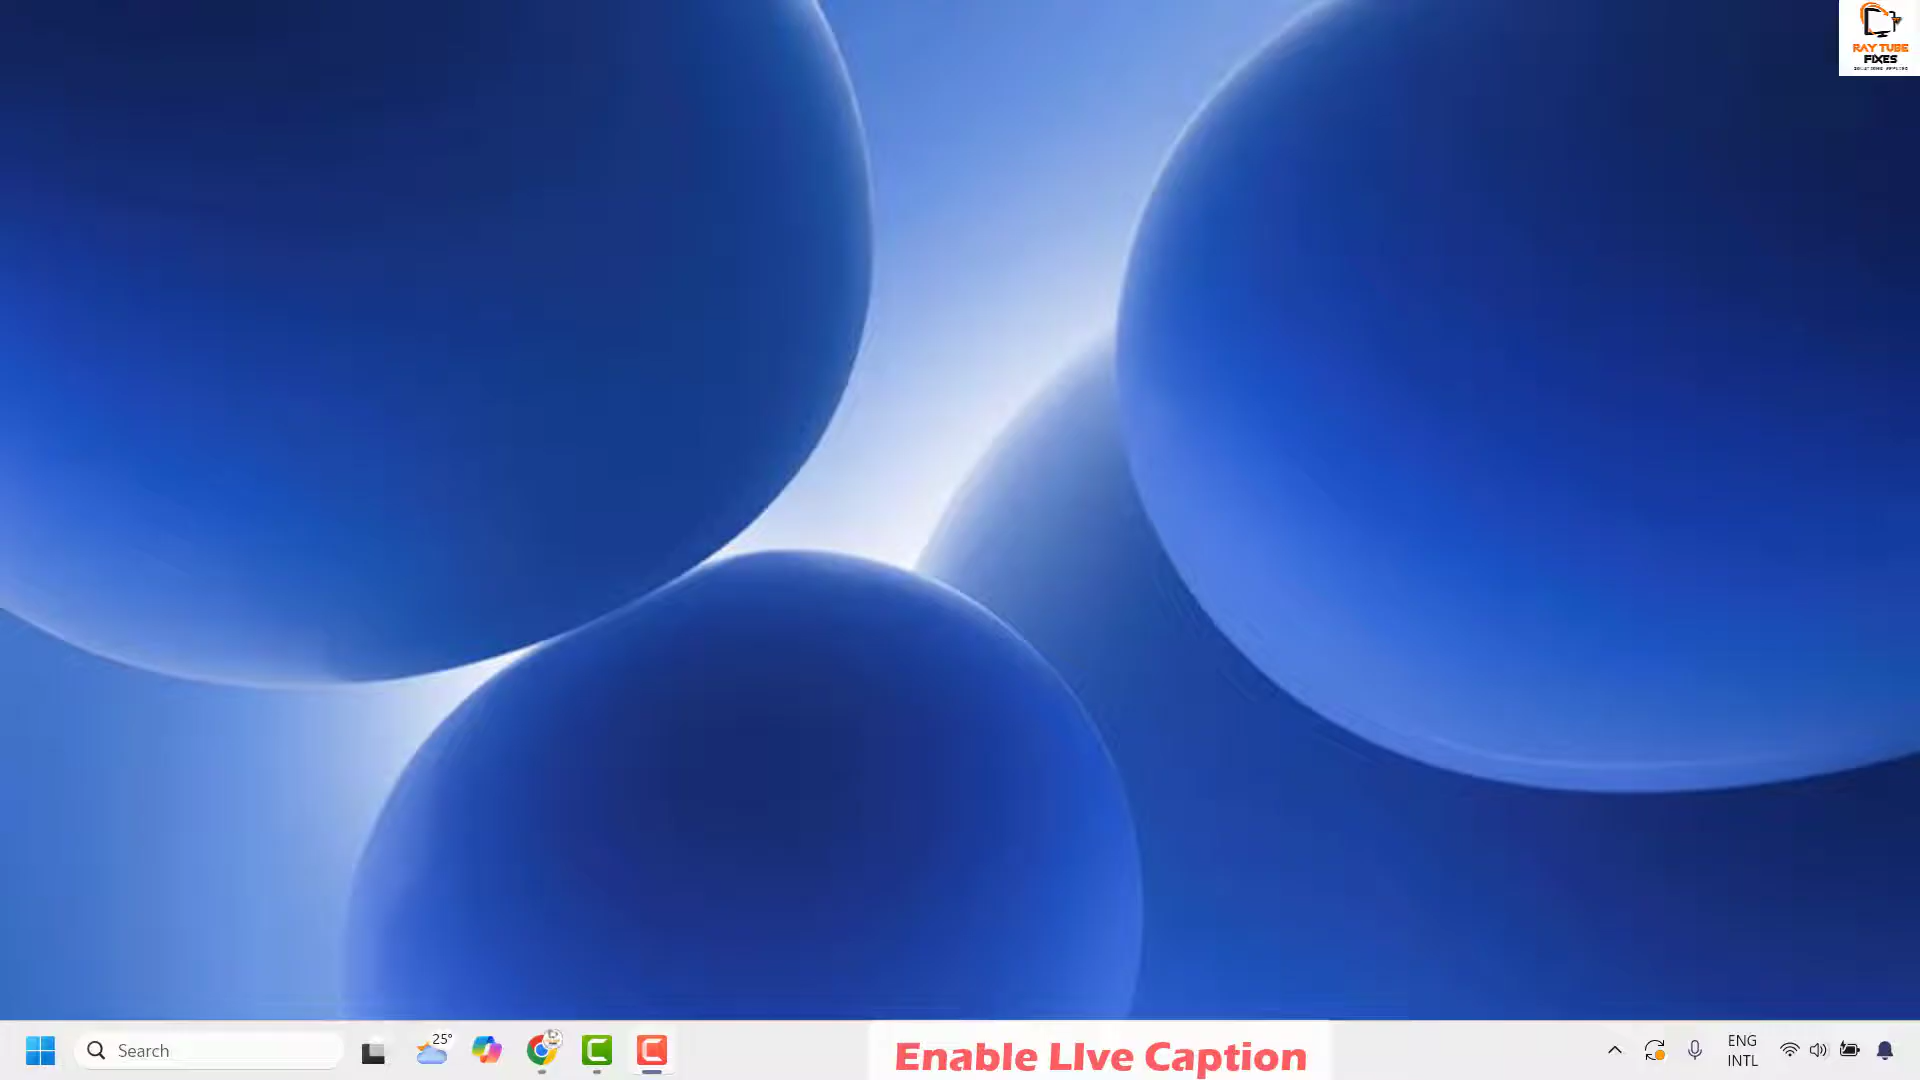 RAY TUBE
FIXES
Search
25°
Enable LIve Caption
ENG
INTL